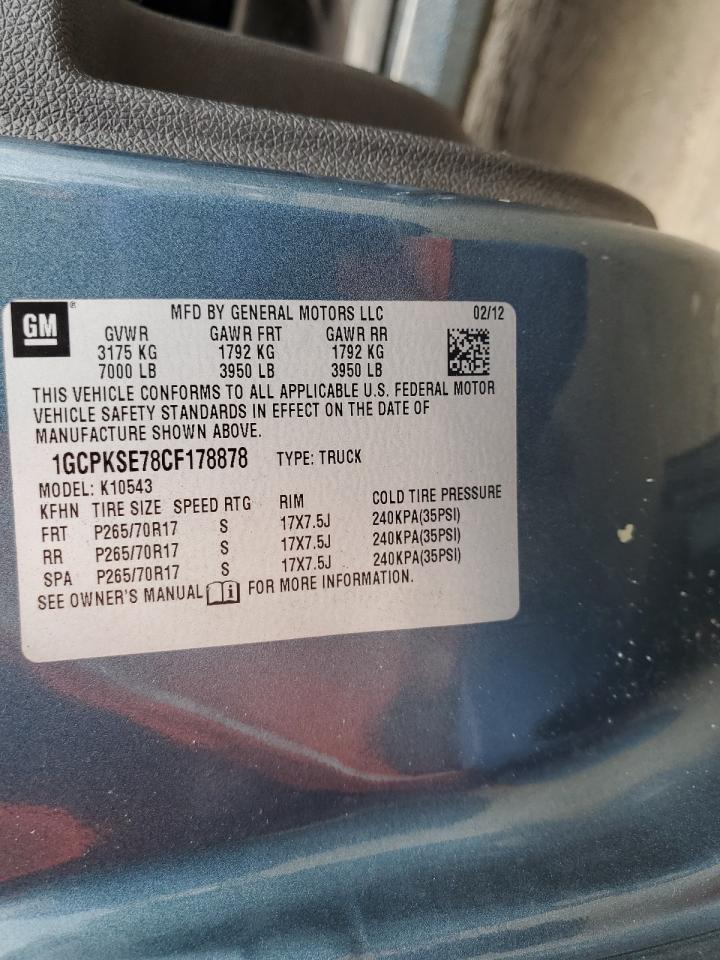 GM ® MFD BY GENERAL MOTORS LLC 02/12
GVWR GAWR FRT GAWR RR
3175 KG 1792 KG 1792 KG
7000 LB 3950 LB 3950 LB
THIS VEHICLE CONFORMS TO ALL APPLICABLE U.S. FEDERAL MOTOR
VEHICLE SAFETY STANDARDS IN EFFECT ON THE DATE OF
MANUFACTURE SHOWN ABOVE.
1GCPKSE78CF178878 TYPE: TRUCK
MODEL: K10543
KFHN TIRE SIZE SPEED RTG RIM COLD TIRE PRESSURE
FRT P265/70R17 S 17X7.5J 240KPA(35PSI)
RR P265/70R17 S 17X7.5J 240KPA(35PSI)
SPA P265/70R17 S 17X7.5J 240KPA(35PSI)
SEE OWNER'S MANUAL i FOR MORE INFORMATION.